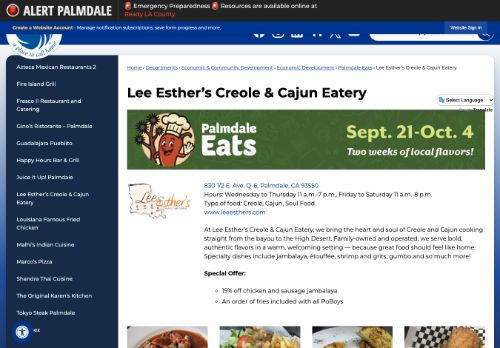 ALERT PALMDALE
Emergency Preparedness Resources are available online at
Ready LA County.
Create a Website Account - Manage notification subscriptions, save form progress and more.
Website Sign In
a place to call home
Select Language
Azteca Mexican Restaurants 2
Fire Island Grill
Fresco II Restaurant and
Catering
Gino's Ristorante – Palmdale
Guadalajara Pueblito
Happy Hours Bar & Grill
Juice It Up! Palmdale
Lee Esther's Creole & Cajun
Eatery
Louisiana Famous Fried
Chicken
Malhi's Indian Cuisine
Marco's Pizza
Shandra Thai Cuisine
The Original Karen's Kitchen
Tokyo Steak Palmdale
Home › Departments › Economic & Community Development › Economic Development › Palmdale Eats › Lee Esther's Creole & Cajun Eatery
Lee Esther's Creole & Cajun Eatery
Palmdale
Eats
Sept. 21-Oct. 4
Two weeks of local flavors!
Lee Esther's
830 1/2 E. Ave. Q-6, Palmdale, CA 93550
Hours: Wednesday to Thursday 11 a.m.-7 p.m., Friday to Saturday 11 a.m.-8 p.m.
Type of food: Creole, Cajun, Soul Food
www.leeesthers.com
At Lee Esther's Creole & Cajun Eatery, we bring the heart and soul of Creole and Cajun cooking
straight from the bayou to the High Desert. Family-owned and operated, we serve bold,
authentic flavors in a warm, welcoming setting — because great food should feel like home.
Specialty dishes include jambalaya, étouffée, shrimp and grits, gumbo and so much more!
Special Offer:
15% off chicken and sausage jambalaya
An order of fries included with all PoBoys